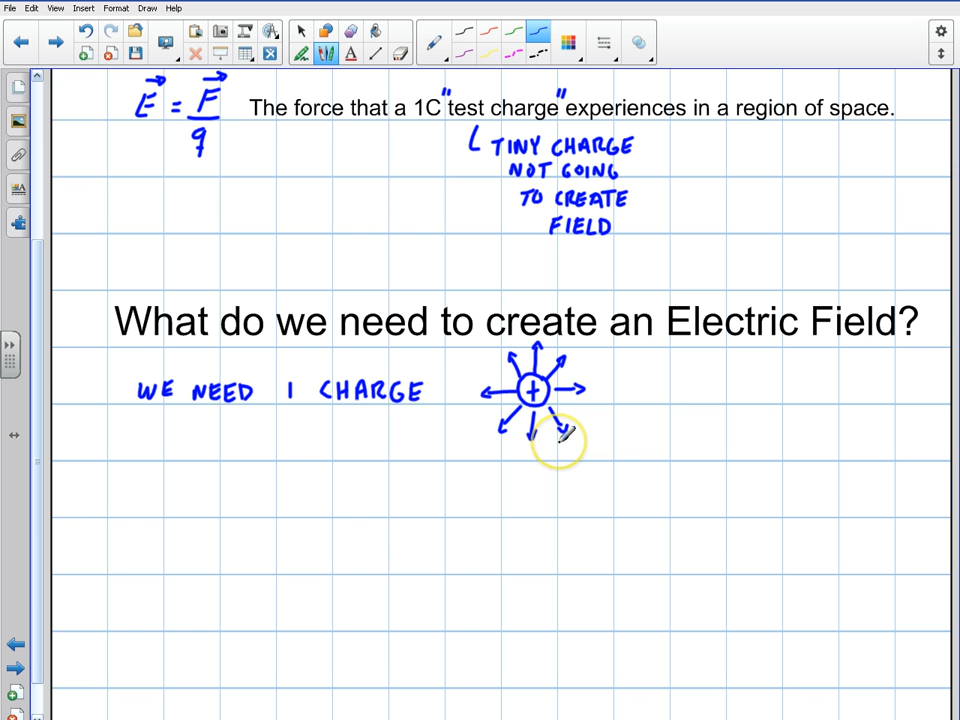 File Edit View Insert Format Draw Help
E = F The force that a 1C "test charge" experiences in a region of space.
q
TINY CHARGE
NOT GOING
TO CREATE
FIELD
What do we need to create an Electric Field?
WE NEED 1 CHARGE +